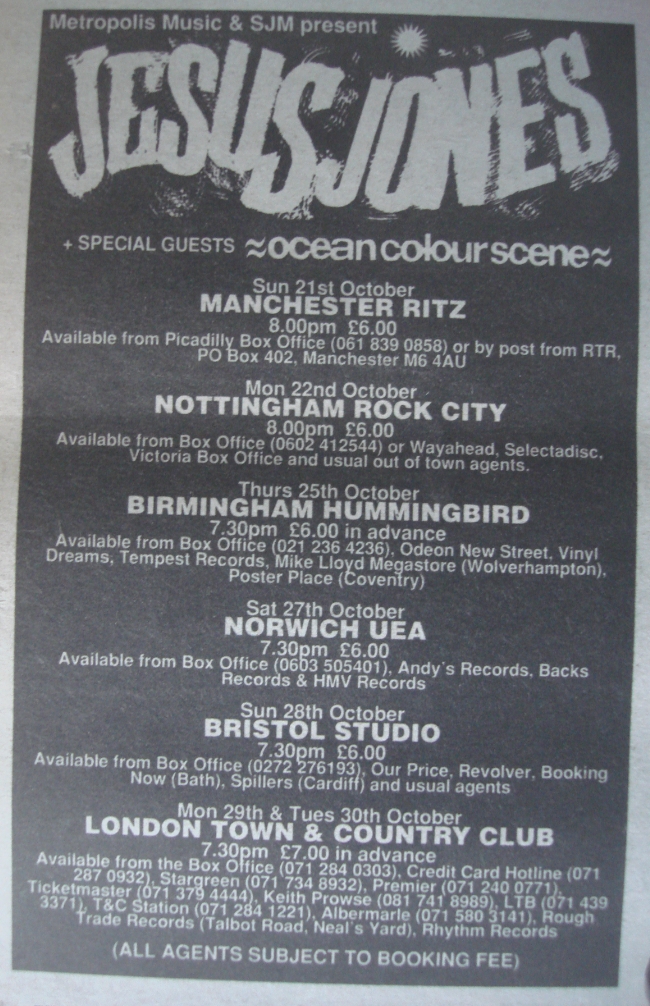 Metropolis Music & SJM present
JESUS JONES
+ SPECIAL GUESTS ≈ocean colour scene≈
Sun 21st October
MANCHESTER RITZ
8.00pm £6.00
Available from Picadilly Box Office (061 839 0858) or by post from RTR,
PO Box 402, Manchester M6 4AU
Mon 22nd October
NOTTINGHAM ROCK CITY
8.00pm £6.00
Available from Box Office (0602 412544) or Wayahead, Selectadisc,
Victoria Box Office and usual out of town agents.
Thurs 25th October
BIRMINGHAM HUMMINGBIRD
7.30pm £6.00 in advance
Available from Box Office (021 236 4236), Odeon New Street, Vinyl
Dreams, Tempest Records, Mike Lloyd Megastore (Wolverhampton),
Poster Place (Coventry)
Sat 27th October
NORWICH UEA
7.30pm £6.00
Available from Box Office (0603 505401), Andy's Records, Backs
Records & HMV Records
Sun 28th October
BRISTOL STUDIO
7.30pm £6.00
Available from Box Office (0272 276193), Our Price, Revolver, Booking
Now (Bath), Spillers (Cardiff) and usual agents
Mon 29th & Tues 30th October
LONDON TOWN & COUNTRY CLUB
7.30pm £7.00 in advance
Available from the Box Office (071 284 0303), Credit Card Hotline (071
287 0932), Stargreen (071 734 8932), Premier (071 240 0771),
Ticketmaster (071 379 4444), Keith Prowse (081 741 8989), LTB (071 439
3371), T&C Station (071 284 1221), Albermarle (071 580 3141), Rough
Trade Records (Talbot Road, Neal's Yard), Rhythm Records
(ALL AGENTS SUBJECT TO BOOKING FEE)